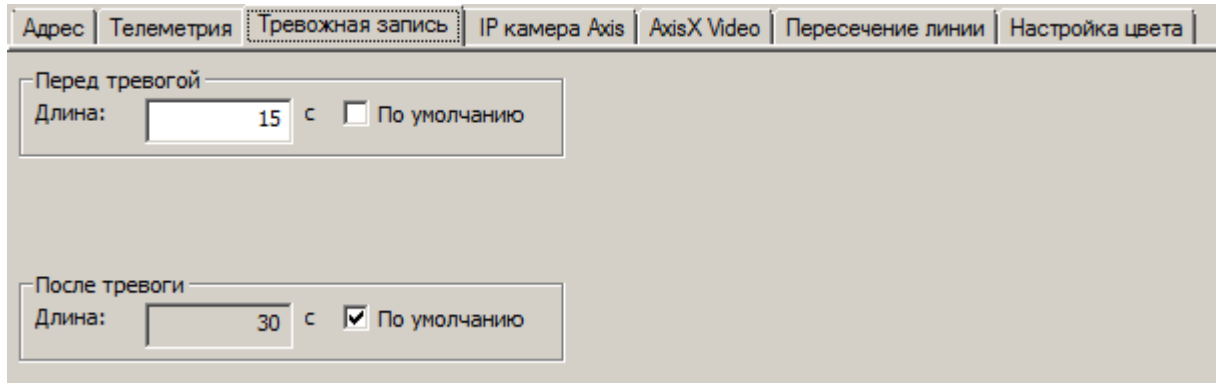 Адрес Телеметрия Тревожная запись IP камера Axis AxisX Video Пересечение линии Настройка цвета
Перед тревогой
Длина: 15 с По умолчанию
После тревоги
Длина: 30 с По умолчанию